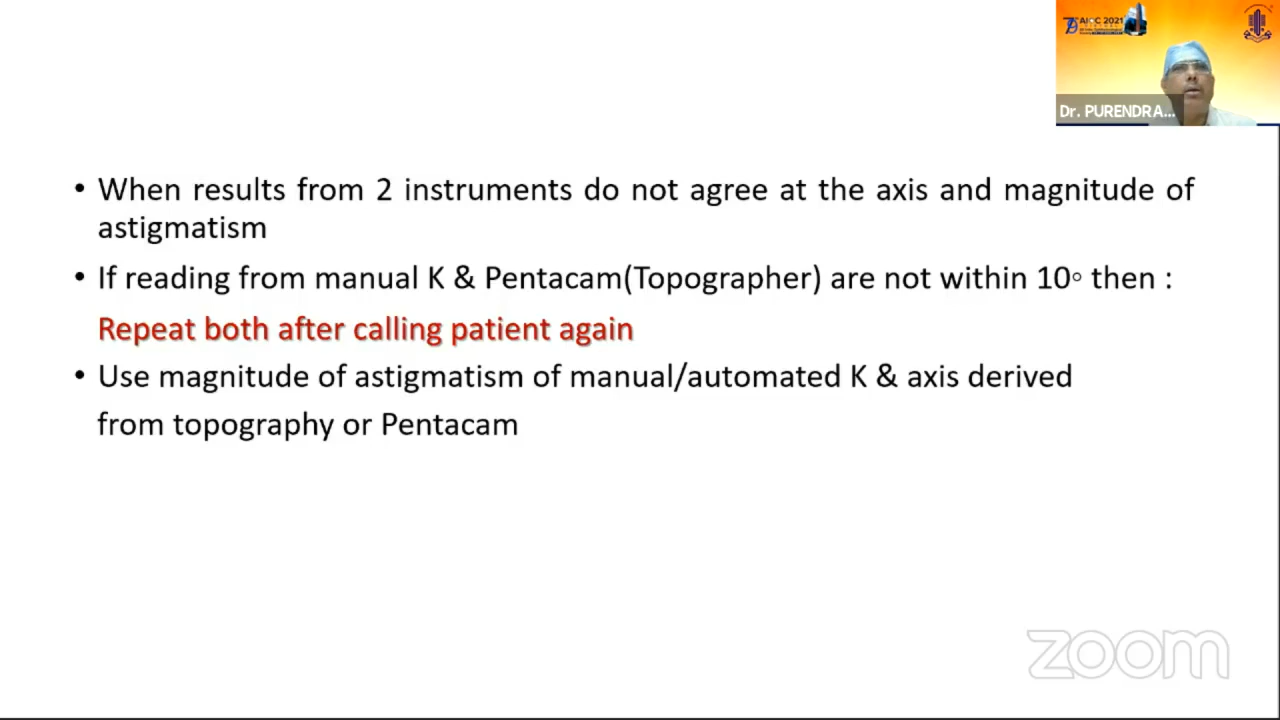 AIOC 2021
Dr. PURENDRA...
• When results from 2 instruments do not agree at the axis and magnitude of
astigmatism
• If reading from manual K & Pentacam(Topographer) are not within 10◦ then :
Repeat both after calling patient again
• Use magnitude of astigmatism of manual/automated K & axis derived
from topography or Pentacam
zoom